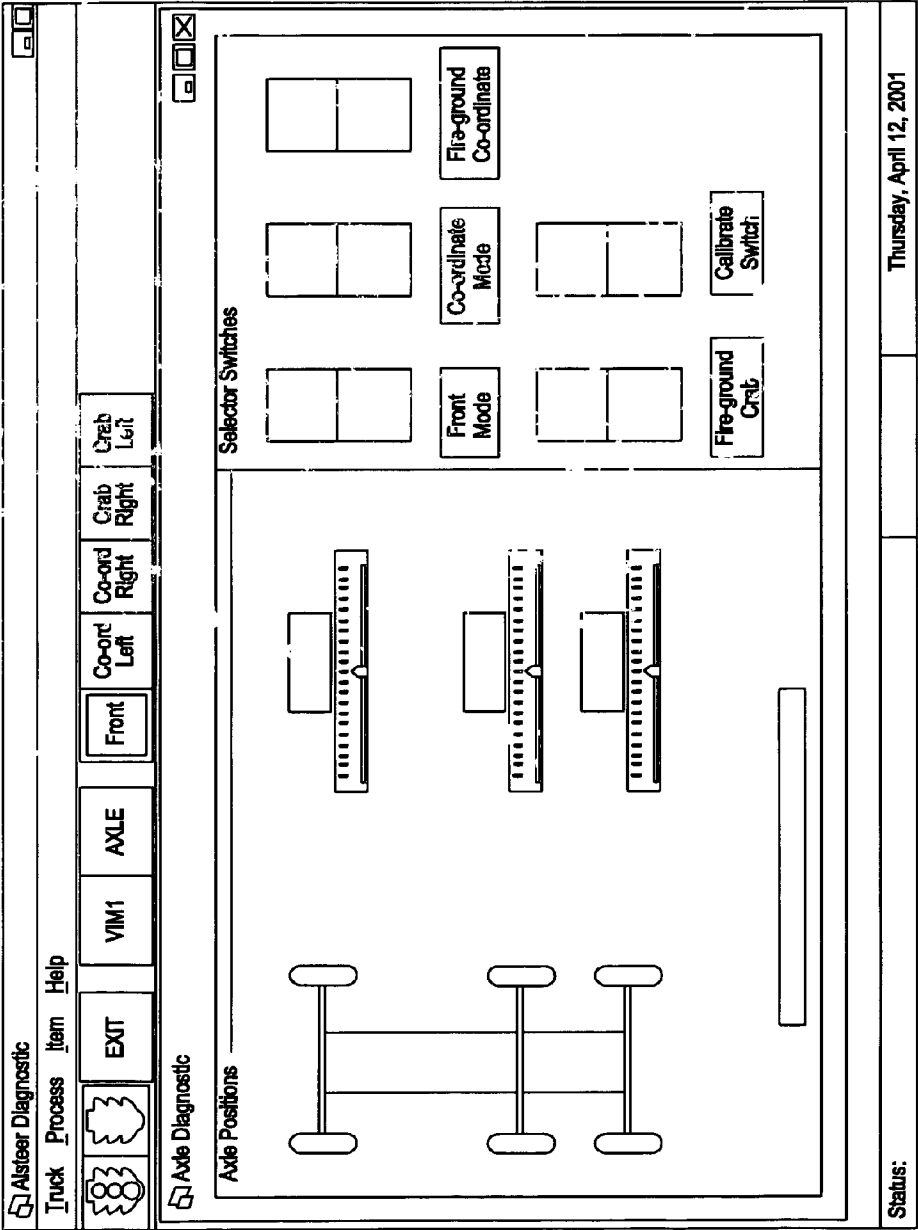 Alsteer Diagnostic
Truck Process Item Help
EXIT
VIM1
AXLE
Front
Co-ord
Left
Co-ord
Right
Crab
Right
Crab
Left
Axle Diagnostic
Axle Positions
Selector Switches
Front
Mode
Co-ordinate
Mode
Fire-ground
Co-ordinate
Fire-ground
Crab
Calibrate
Switch
Status:
Thursday, April 12, 2001